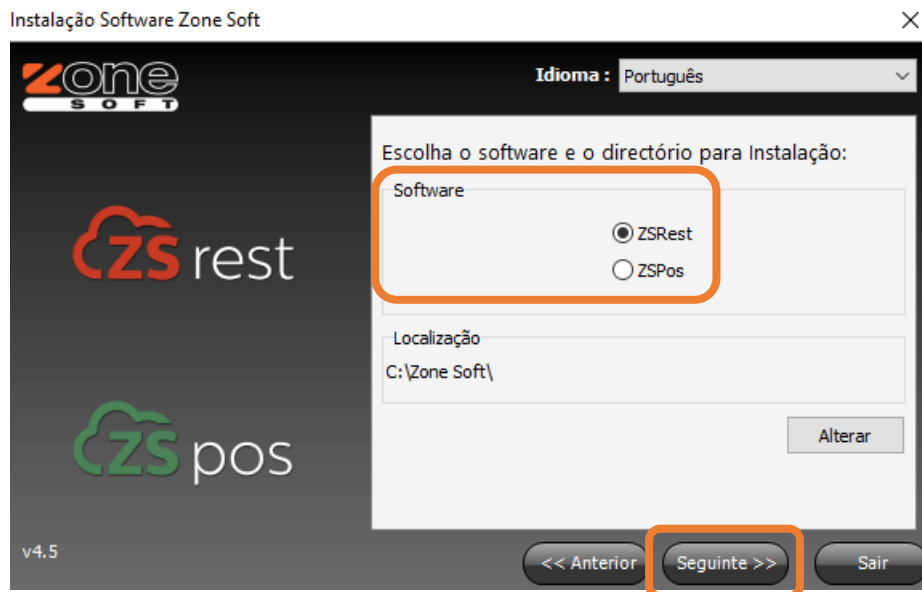 Instalação Software Zone Soft
zone
SOFT
Idioma : Português
Escolha o software e o directório para Instalação:
Software
ZSRest
ZSPos
ZS rest
Localização
C:\Zone Soft\
Alterar
ZS pos
v4.5
<< Anterior
Seguinte >>
Sair